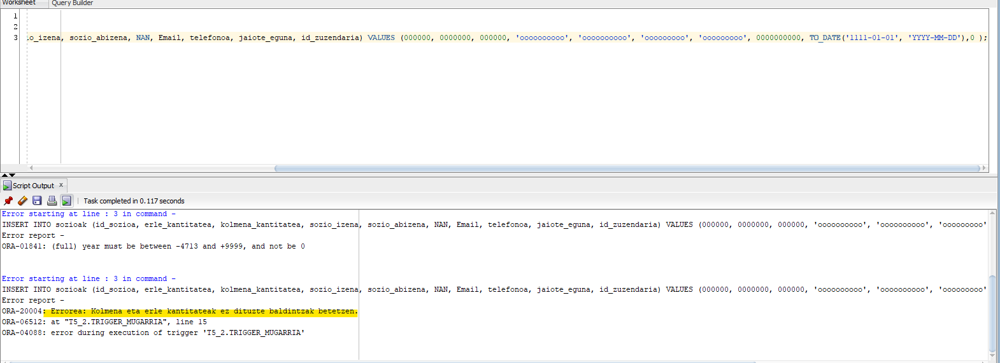 Worksheet Query Builder
1
2
3 io_izena, sozio_abizena, NAN, Email, telefonoa, jaiote_eguna, id_zuzendaria) VALUES (000000, 0000000, 000000, 'oooooooooo', 'oooooooooo', 'ooooooooo', 'ooooooooo', 0000000000, TO_DATE('1111-01-01', 'YYYY-MM-DD'),0 );
Script Output x
Task completed in 0.117 seconds
Error starting at line : 3 in command -
INSERT INTO sozioak (id_sozioa, erle_kantitatea, kolmena_kantitatea, sozio_izena, sozio_abizena, NAN, Email, telefonoa, jaiote_eguna, id_zuzendaria) VALUES (000000, 0000000, 000000, 'oooooooooo', 'oooooooooo', 'ooooooooo'
Error report -
ORA-01841: (full) year must be between -4713 and +9999, and not be 0
Error starting at line : 3 in command -
INSERT INTO sozioak (id_sozioa, erle_kantitatea, kolmena_kantitatea, sozio_izena, sozio_abizena, NAN, Email, telefonoa, jaiote_eguna, id_zuzendaria) VALUES (000000, 0000000, 000000, 'oooooooooo', 'oooooooooo', 'ooooooooo'
Error report -
ORA-20004: Errorea: Kolmena eta erle kantitateak ez dituzte baldintzak betetzen.
ORA-06512: at "T5_2.TRIGGER_MUGARRIA", line 15
ORA-04088: error during execution of trigger 'T5_2.TRIGGER_MUGARRIA'